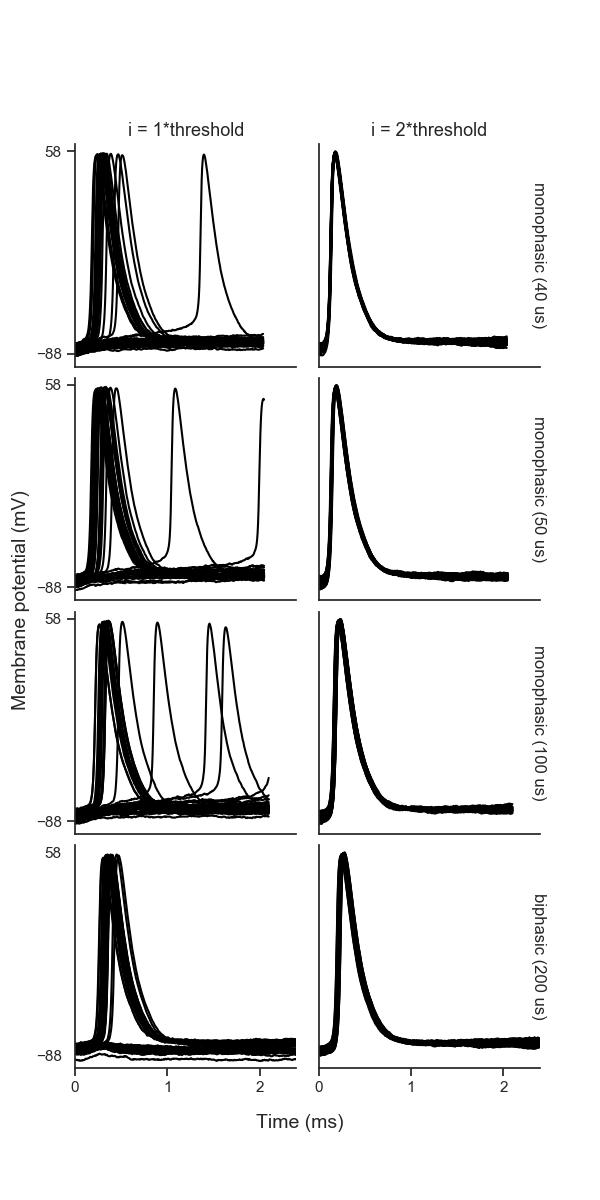 i = 1*threshold
i = 2*threshold
58
−88
monophasic (40 us)
58
−88
monophasic (50 us)
Membrane potential (mV)
58
−88
monophasic (100 us)
58
−88
biphasic (200 us)
0
1
2
0
1
2
Time (ms)